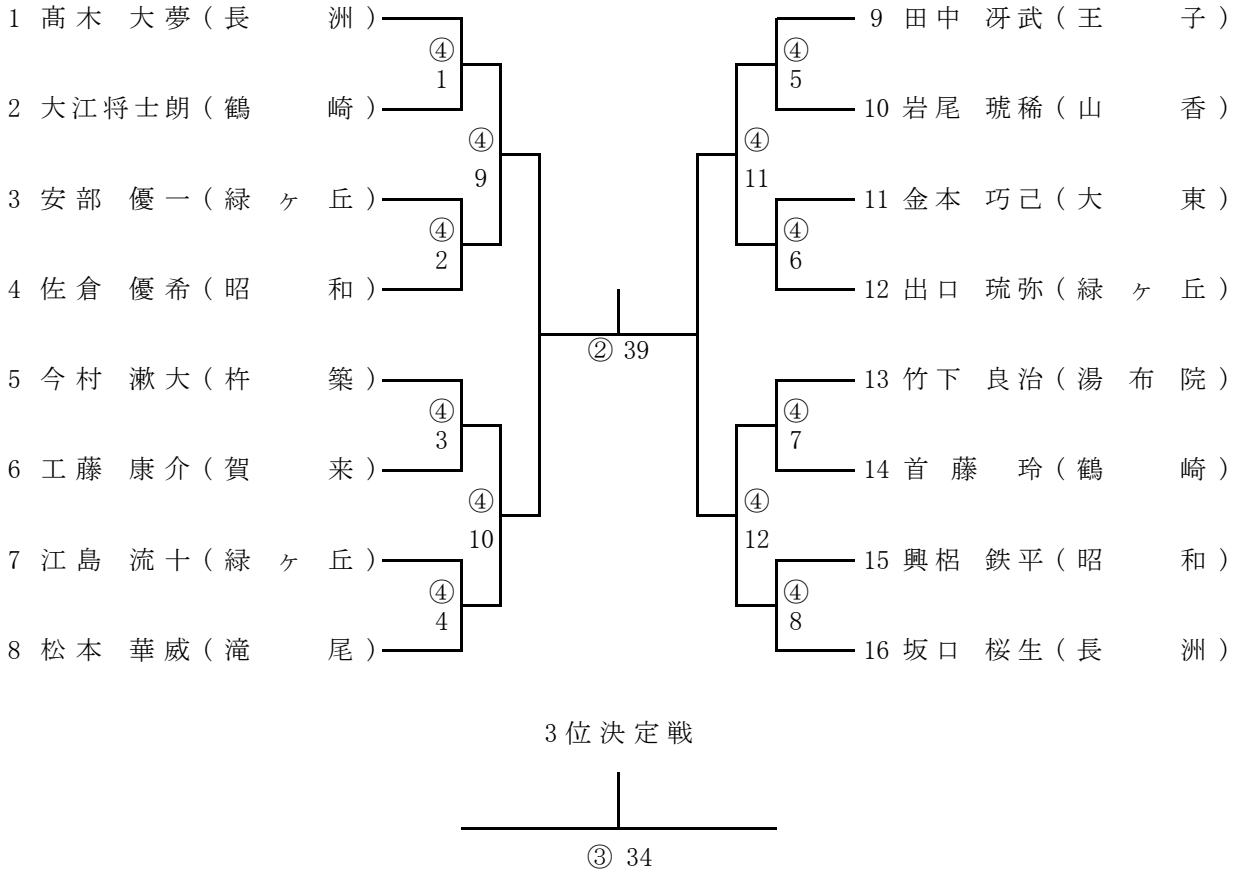 1 髙木 大夢(長 洲)
④
1
2 大江将士朗(鶴 崎)
④
9
3 安部 優一(緑 ヶ 丘)
④
2
4 佐倉 優希(昭 和)
5 今村 漱大(杵 築)
④
3
6 工藤 康介(賀 来)
④
10
7 江島 流十(緑 ヶ 丘)
④
4
8 松本 華威(滝 尾)
② 39
9 田中 冴武(王 子)
④
5
10 岩尾 琥稀(山 香)
④
11
11 金本 巧己(大 東)
④
6
12 出口 琉弥(緑 ヶ 丘)
13 竹下 良治(湯 布 院)
④
7
14 首藤 玲(鶴 崎)
④
12
15 興梠 鉄平(昭 和)
④
8
16 坂口 桜生(長 洲)
3位決定戦
③ 34